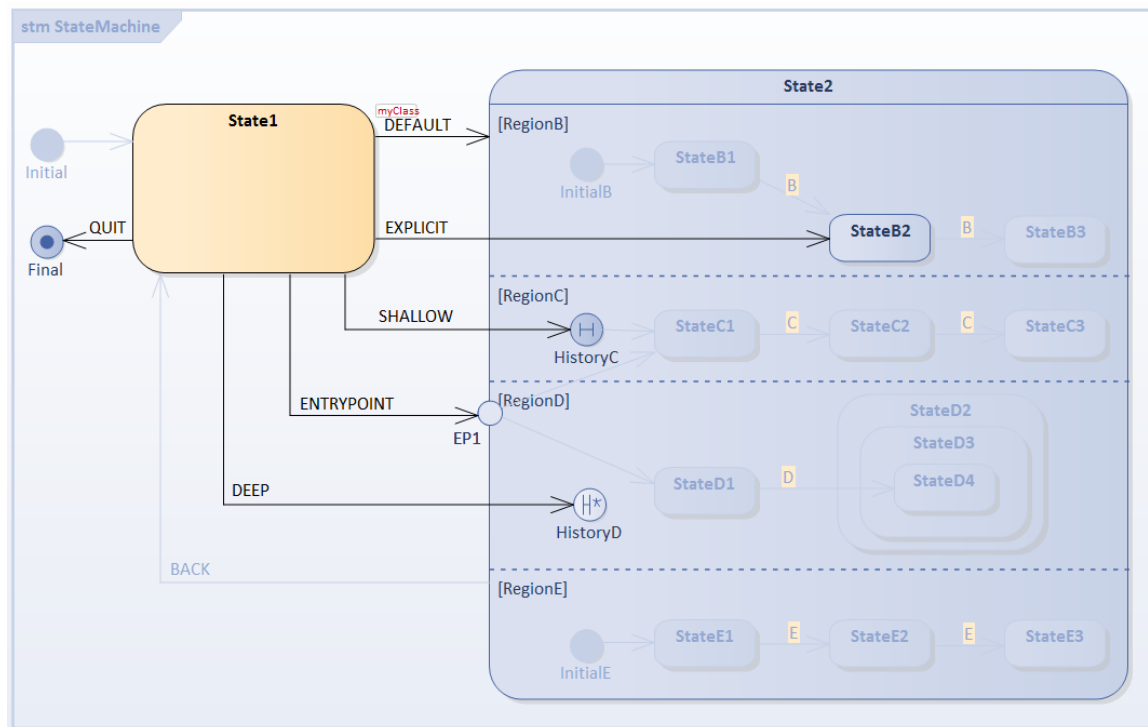 stm StateMachine
State2
myClass
State1
DEFAULT
[RegionB]
Initial
InitialB
StateB1
B
QUIT
EXPLICIT
StateB2
B
StateB3
Final
[RegionC]
SHALLOW
H
HistoryC
StateC1
C
StateC2
C
StateC3
ENTRYPOINT
[RegionD]
EP1
StateD2
StateD3
StateD1
D
StateD4
DEEP
H*
HistoryD
BACK
[RegionE]
InitialE
StateE1
E
StateE2
E
StateE3